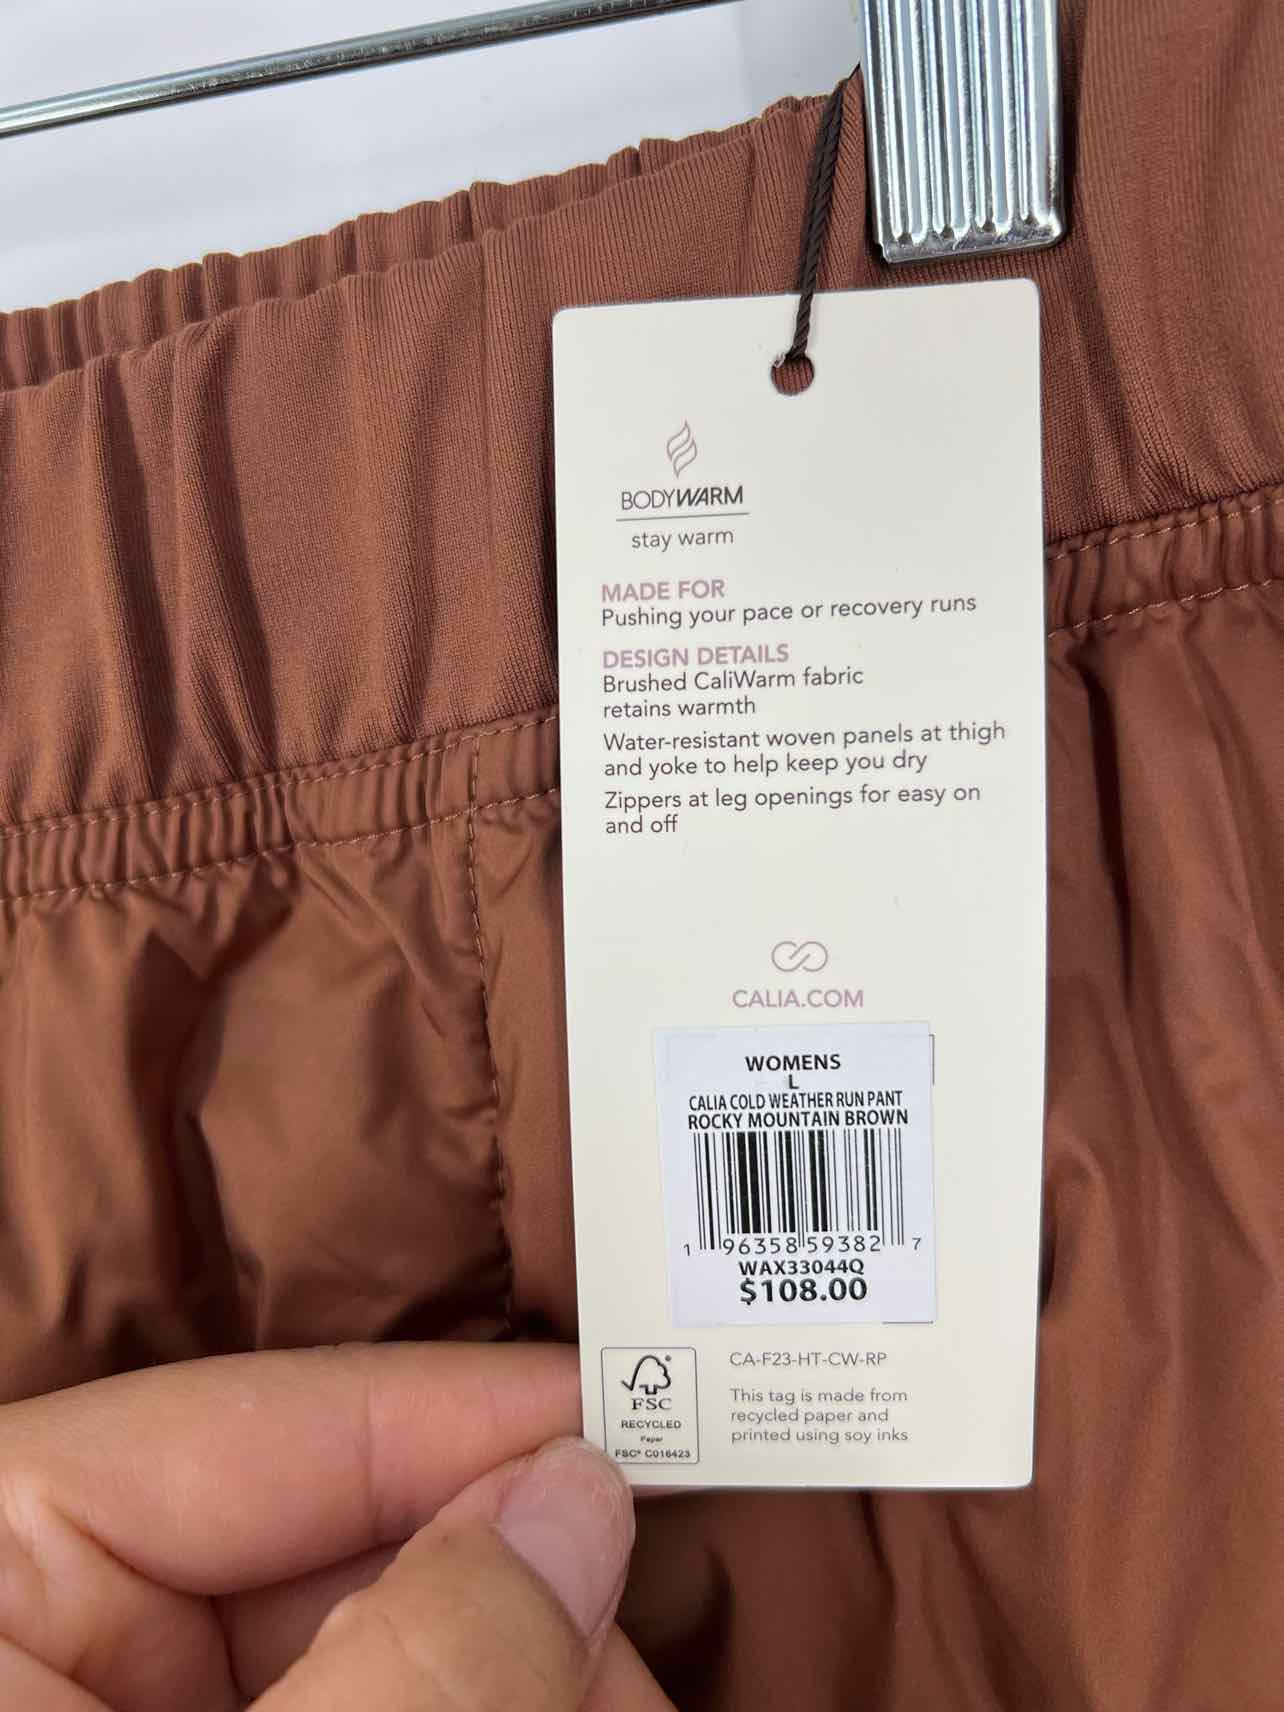 BODYWARM
stay warm
MADE FOR
Pushing your pace or recovery runs
DESIGN DETAILS
Brushed CaliWarm fabric
retains warmth
Water-resistant woven panels at thigh
and yoke to help keep you dry
Zippers at leg openings for easy on
and off
CALIA.COM
WOMENS
L
CALIA COLD WEATHER RUN PANT
ROCKY MOUNTAIN BROWN
1 96358 59382 7
WAX33044Q
$108.00
CA-F23-HT-CW-RP
This tag is made from
recycled paper and
printed using soy inks
FSC
RECYCLED
Paper
FSC® C016423